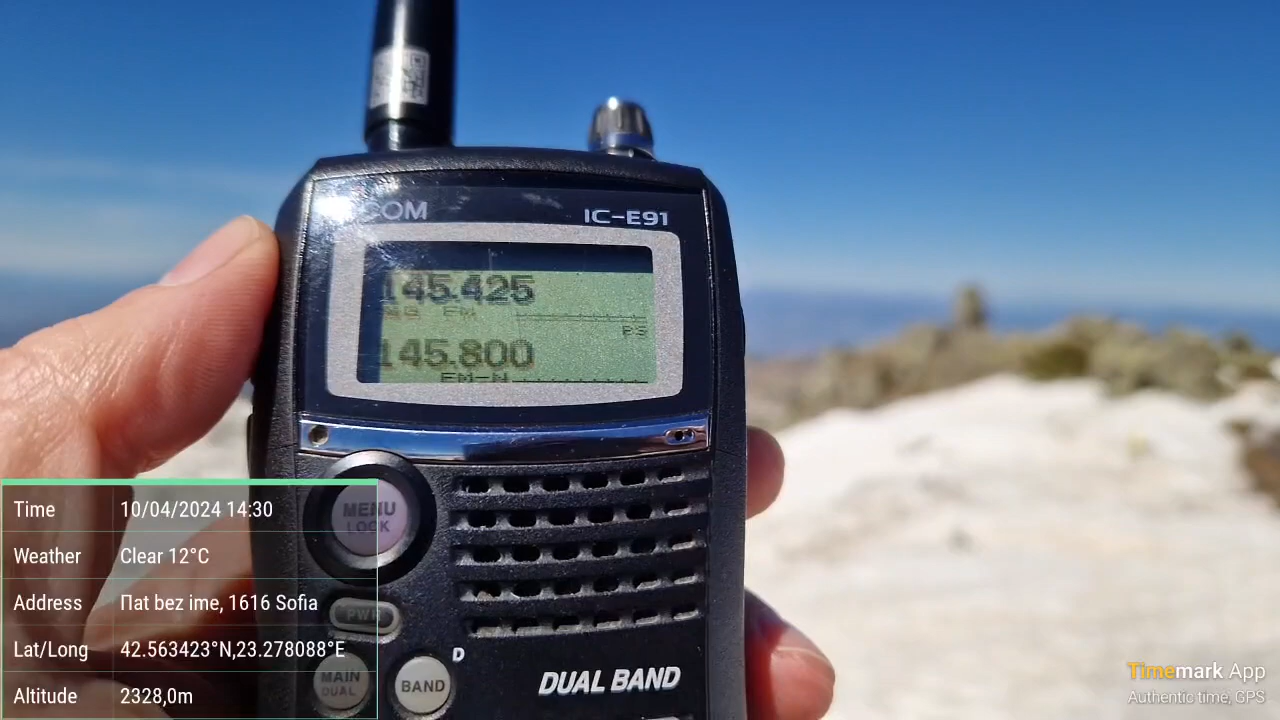 COM
IC-E91
145.425
FM
PS
145.800
FM-N
MENU
LOCK
PWR
MAIN
DUAL
BAND
D
DUAL BAND
Time 10/04/2024 14:30
Weather Clear 12°C
Address Пat bez ime, 1616 Sofia
Lat/Long 42.563423°N,23.278088°E
Altitude 2328,0m
Timemark App
Authentic time, GPS